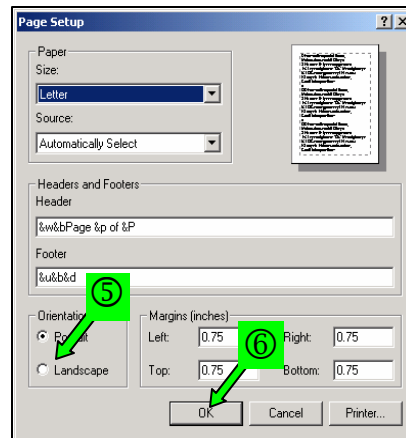 Page Setup
Paper
Size:
Letter
Source:
Automatically Select
Headers and Footers
Header
&w&bPage &p of &P
Footer
&u&b&d
⑤
Orientation
Portrait
Landscape
Margins (inches)
Left: 0.75 Right: 0.75
⑥
Top: 0.75 Bottom: 0.75
OK Cancel Printer...